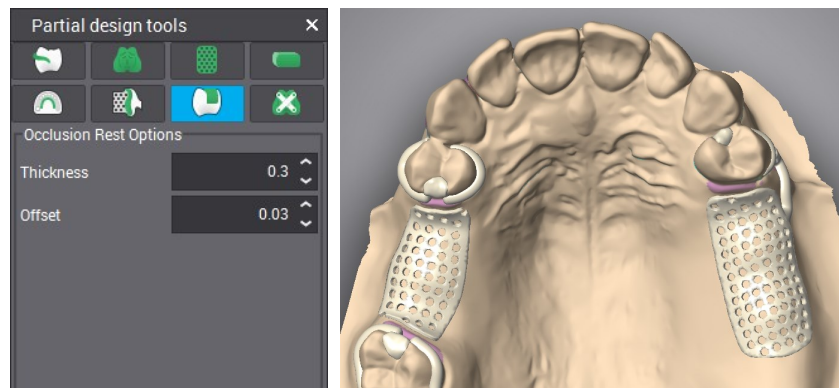 Partial design tools
Occlusion Rest Options
Thickness 0.3
Offset 0.03